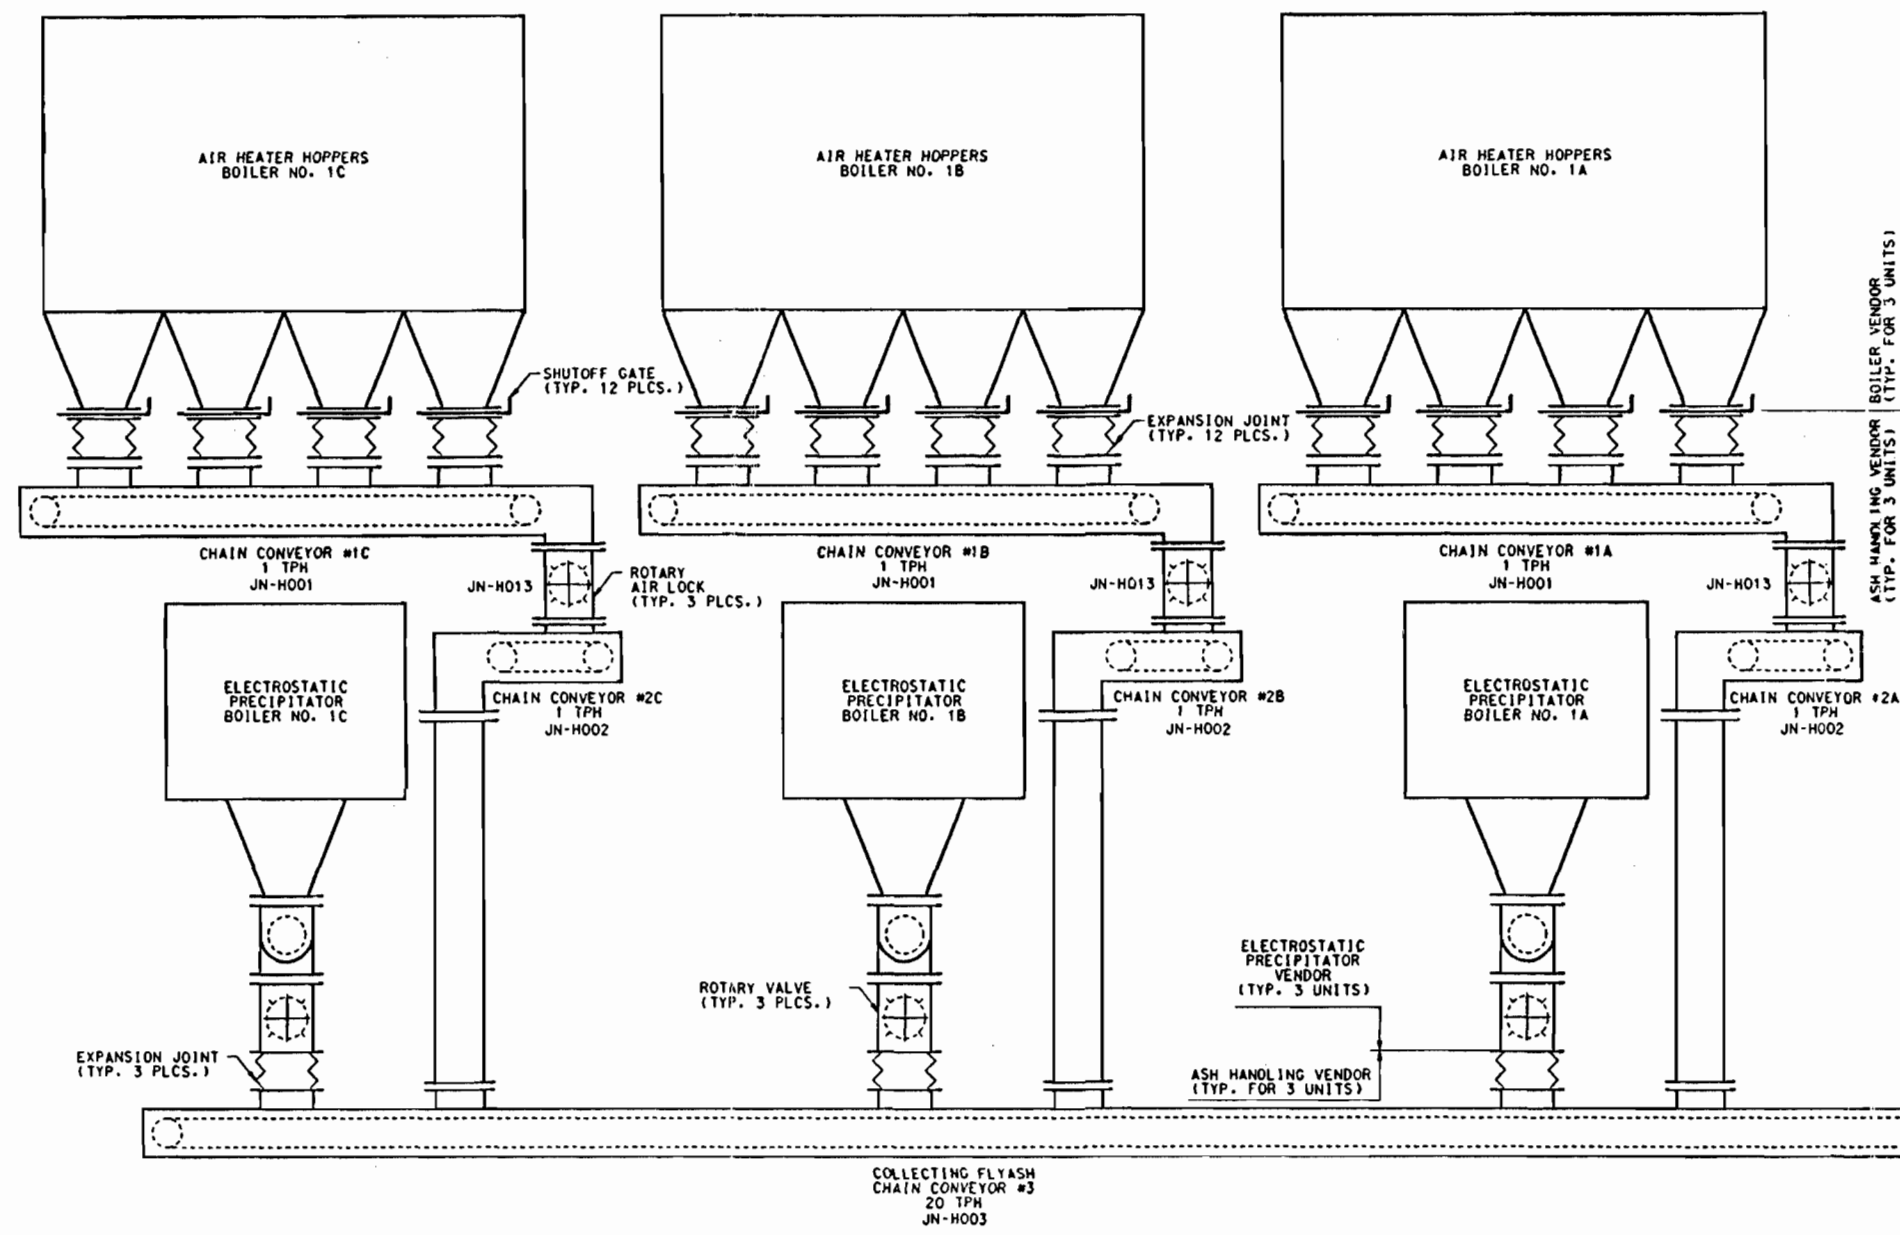 AIR HEATER HOPPERS
BOILER NO. 1C
AIR HEATER HOPPERS
BOILER NO. 1B
AIR HEATER HOPPERS
BOILER NO. 1A
BOILER VENDOR
(TYP. FOR 3 UNITS)
ASH HANDLING VENDOR
(TYP. FOR 3 UNITS)
SHUTOFF GATE
(TYP. 12 PLCS.)
EXPANSION JOINT
(TYP. 12 PLCS.)
CHAIN CONVEYOR #1C
1 TPH
JN-H001
CHAIN CONVEYOR #1B
1 TPH
JN-H001
CHAIN CONVEYOR #1A
1 TPH
JN-H001
JN-H013
ROTARY
AIR LOCK
(TYP. 3 PLCS.)
JN-H013
JN-H013
ELECTROSTATIC
PRECIPITATOR
BOILER NO. 1C
CHAIN CONVEYOR #2C
1 TPH
JN-H002
ELECTROSTATIC
PRECIPITATOR
BOILER NO. 1B
CHAIN CONVEYOR #2B
1 TPH
JN-H002
ELECTROSTATIC
PRECIPITATOR
BOILER NO. 1A
CHAIN CONVEYOR #2A
1 TPH
JN-H002
ROTARY VALVE
(TYP. 3 PLCS.)
ELECTROSTATIC
PRECIPITATOR
VENDOR
(TYP. 3 UNITS)
EXPANSION JOINT
(TYP. 3 PLCS.)
ASH HANOLING VENDOR
(TYP. FOR 3 UNITS)
COLLECTING FLYASH
CHAIN CONVEYOR #3
20 TPH
JN-H003